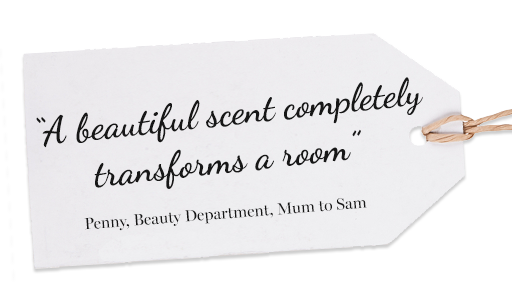 “A beautiful scent completely
transforms a room”
Penny, Beauty Department, Mum to Sam